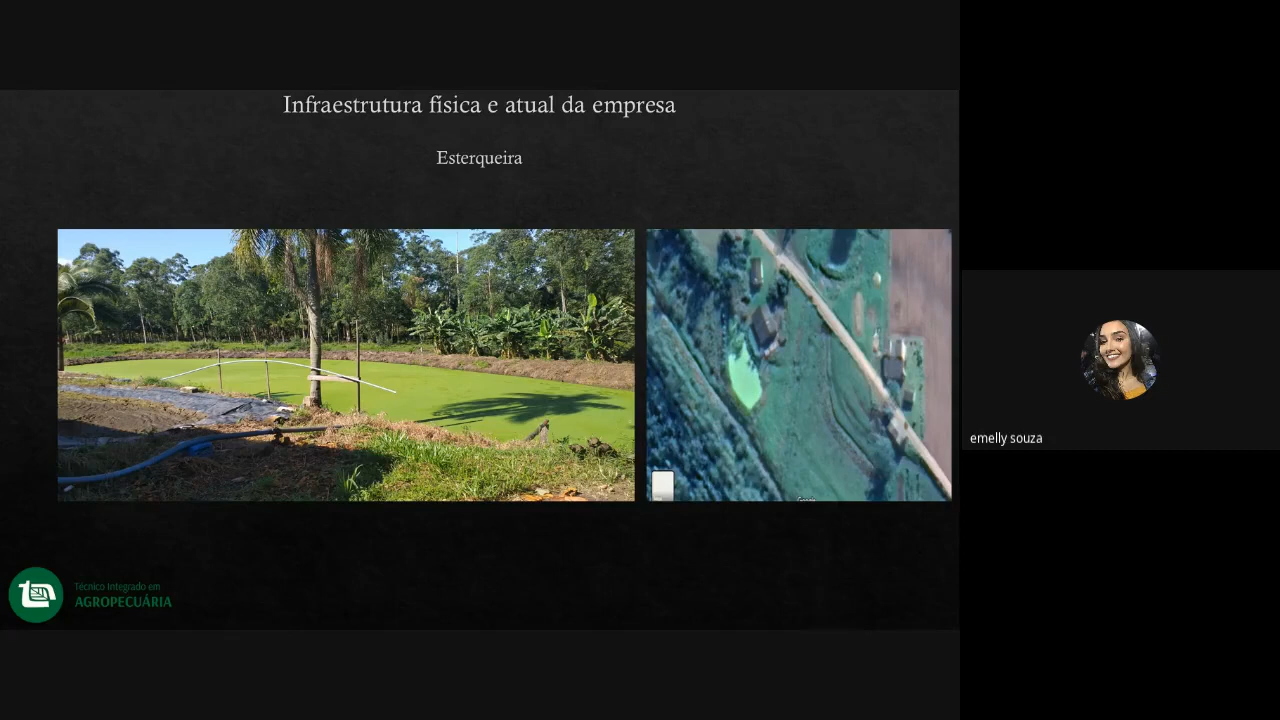 Infraestrutura física e atual da empresa
Esterqueira
Técnico Integrado em
AGROPECUÁRIA
emelly souza